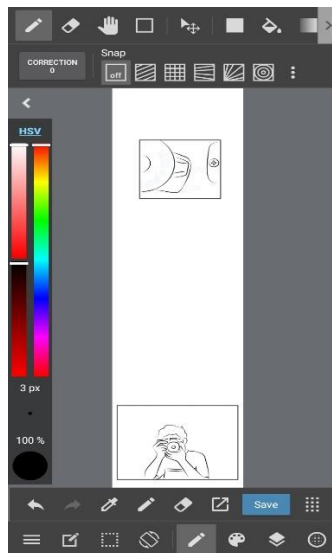 CORRECTION
0
Snap
off
HSV
3 px
100 %
Save